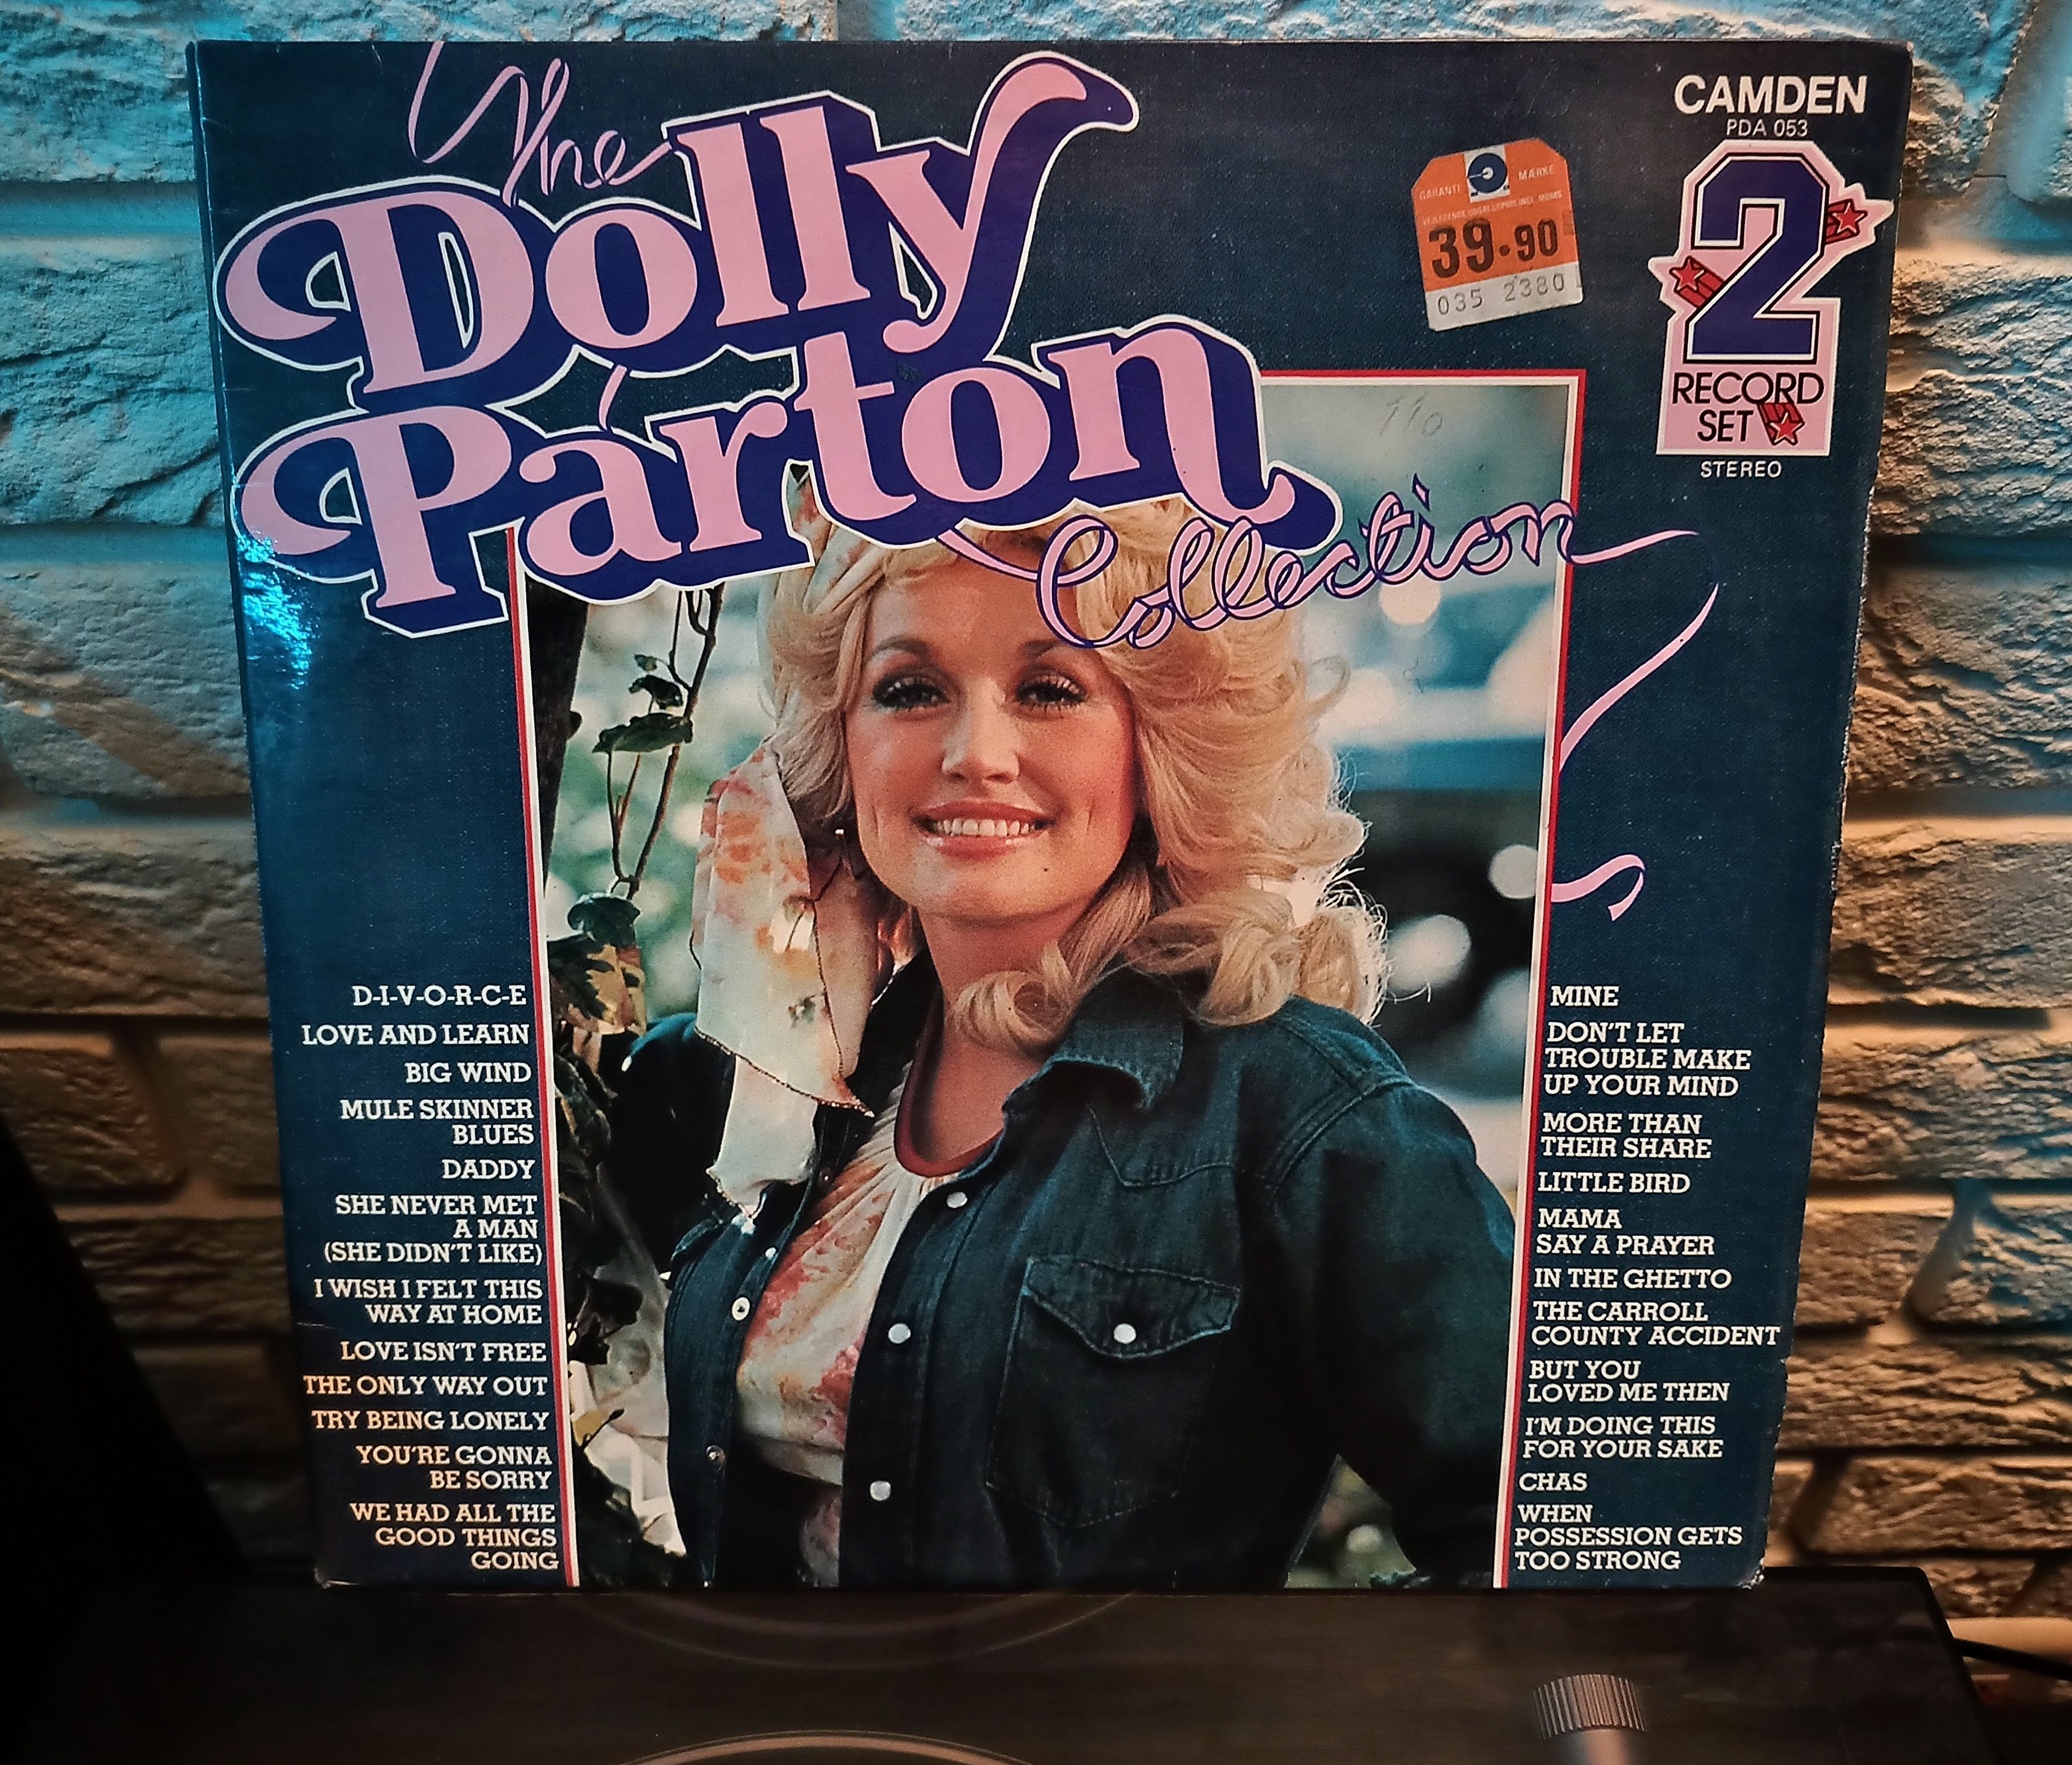 The
Dolly
Parton
Collection
CAMDEN
PDA 053
2
RECORD
SET
STEREO
GARANTI MÆRKE
39.90
035 2380
110
D-I-V-O-R-C-E
LOVE AND LEARN
BIG WIND
MULE SKINNER
BLUES
DADDY
SHE NEVER MET
A MAN
(SHE DIDN'T LIKE)
I WISH I FELT THIS
WAY AT HOME
LOVE ISN'T FREE
THE ONLY WAY OUT
TRY BEING LONELY
YOU'RE GONNA
BE SORRY
WE HAD ALL THE
GOOD THINGS
GOING
MINE
DON'T LET
TROUBLE MAKE
UP YOUR MIND
MORE THAN
THEIR SHARE
LITTLE BIRD
MAMA
SAY A PRAYER
IN THE GHETTO
THE CARROLL
COUNTY ACCIDENT
BUT YOU
LOVED ME THEN
I'M DOING THIS
FOR YOUR SAKE
CHAS
WHEN
POSSESSION GETS
TOO STRONG